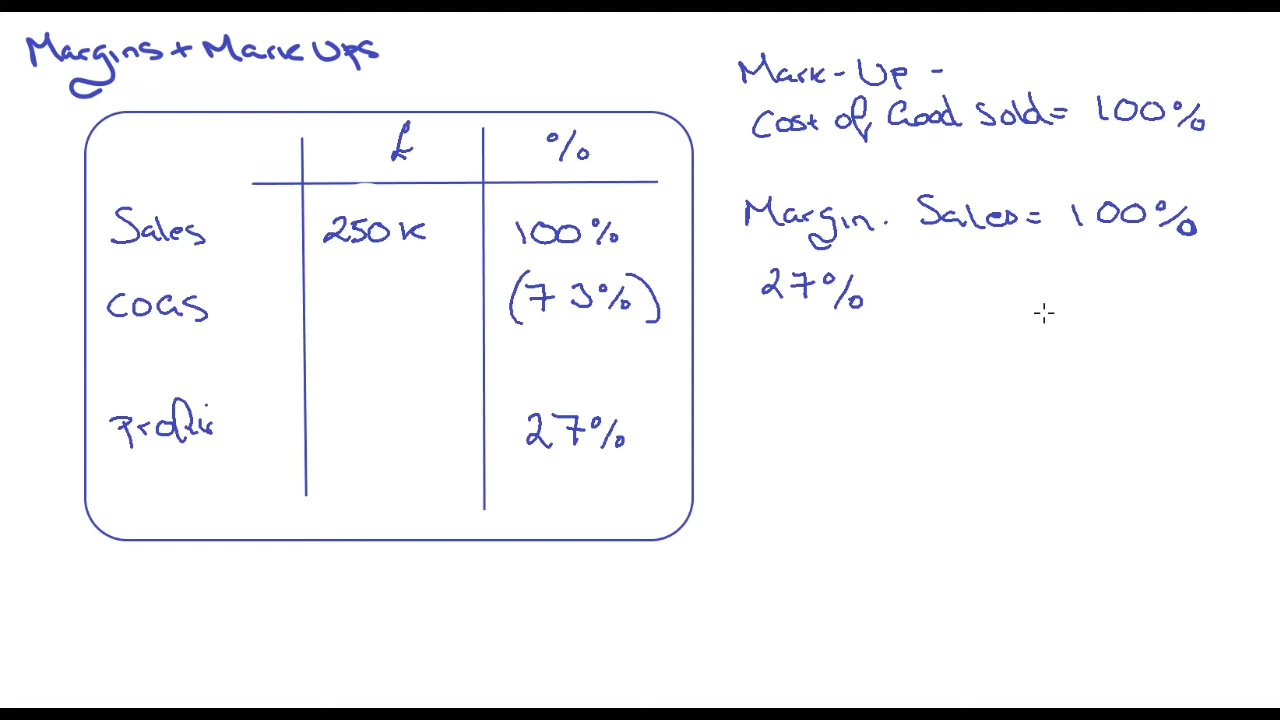 Margins + Mark Ups
Mark-Up -
Cost of Good Sold = 100%
£ %
Sales 250K 100%
COGS (73%)
Profit 27%
Margin. Sales = 100%
27%